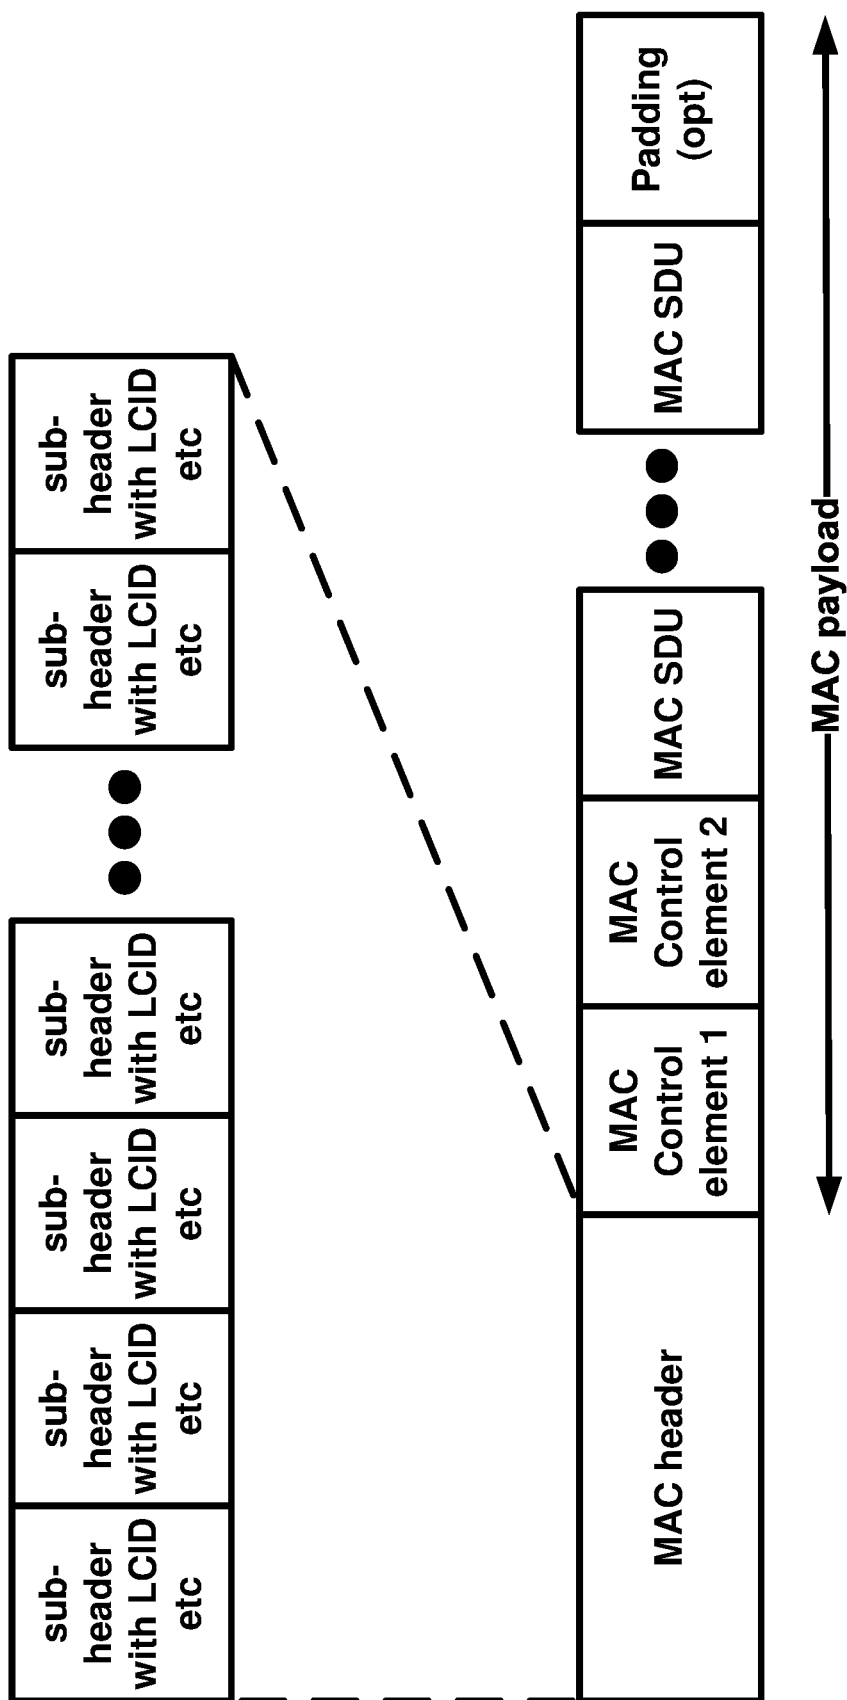 sub-
header
with LCID
etc
sub-
header
with LCID
etc
sub-
header
with LCID
etc
sub-
header
with LCID
etc
sub-
header
with LCID
etc
sub-
header
with LCID
etc
MAC header
MAC
Control
element 1
MAC
Control
element 2
MAC SDU
MAC SDU
Padding
(opt)
MAC payload